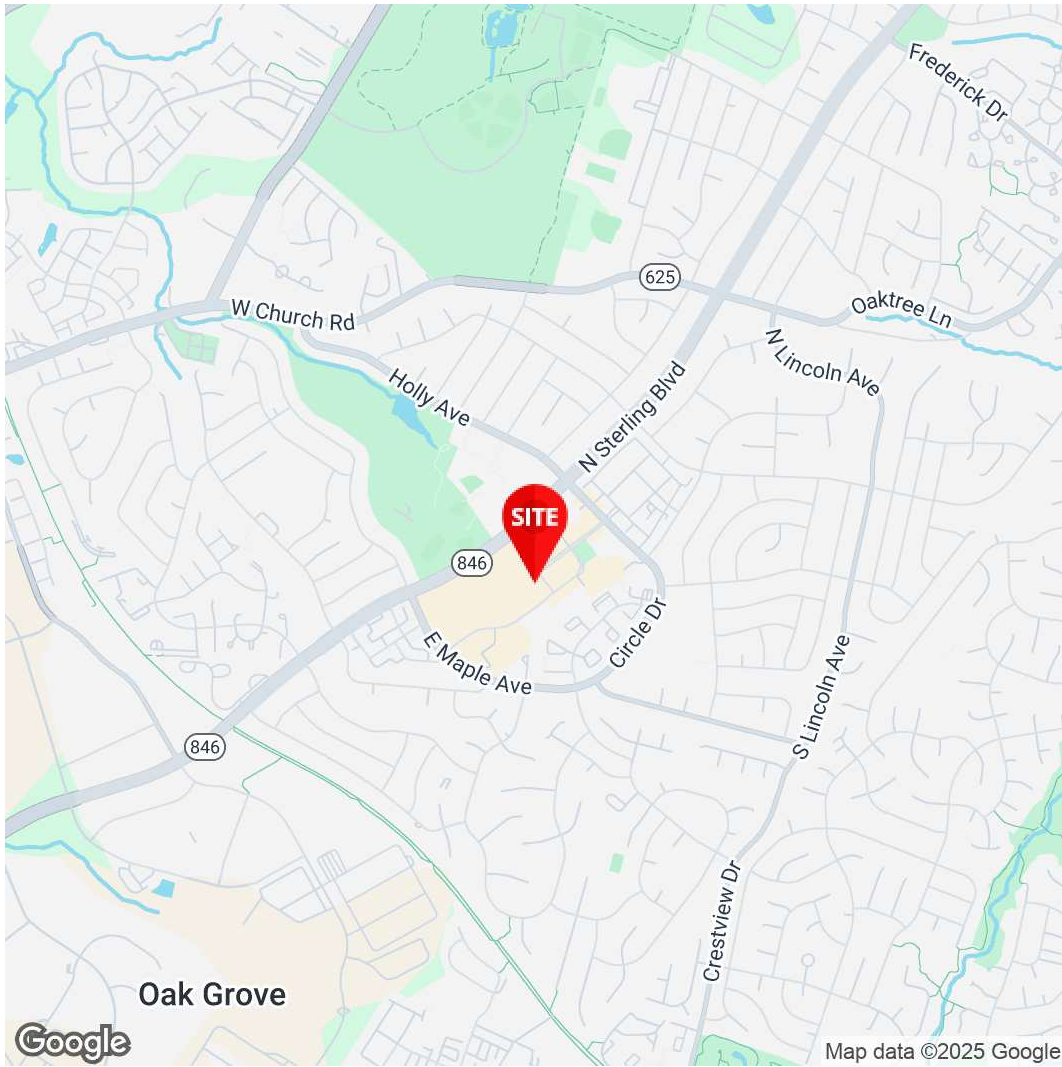 Frederick Dr
625
Oaktree Ln
W Church Rd
N Lincoln Ave
Holly Ave
N Sterling Blvd
SITE
846
Circle Dr
E Maple Ave
S Lincoln Ave
846
Crestview Dr
Oak Grove
Google
Map data ©2025 Google